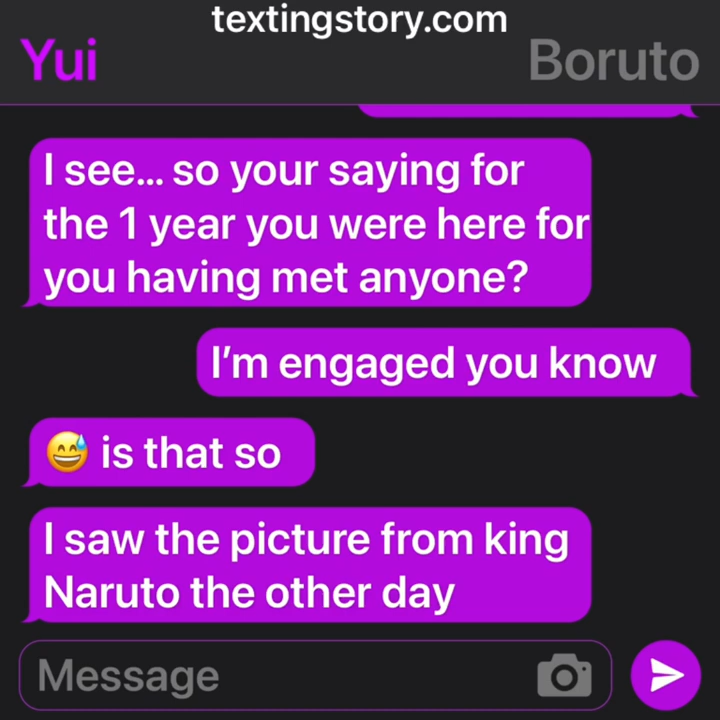 textingstory.com
Yui
Boruto
I see... so your saying for
the 1 year you were here for
you having met anyone?
I'm engaged you know
😅 is that so
I saw the picture from king
Naruto the other day
Message